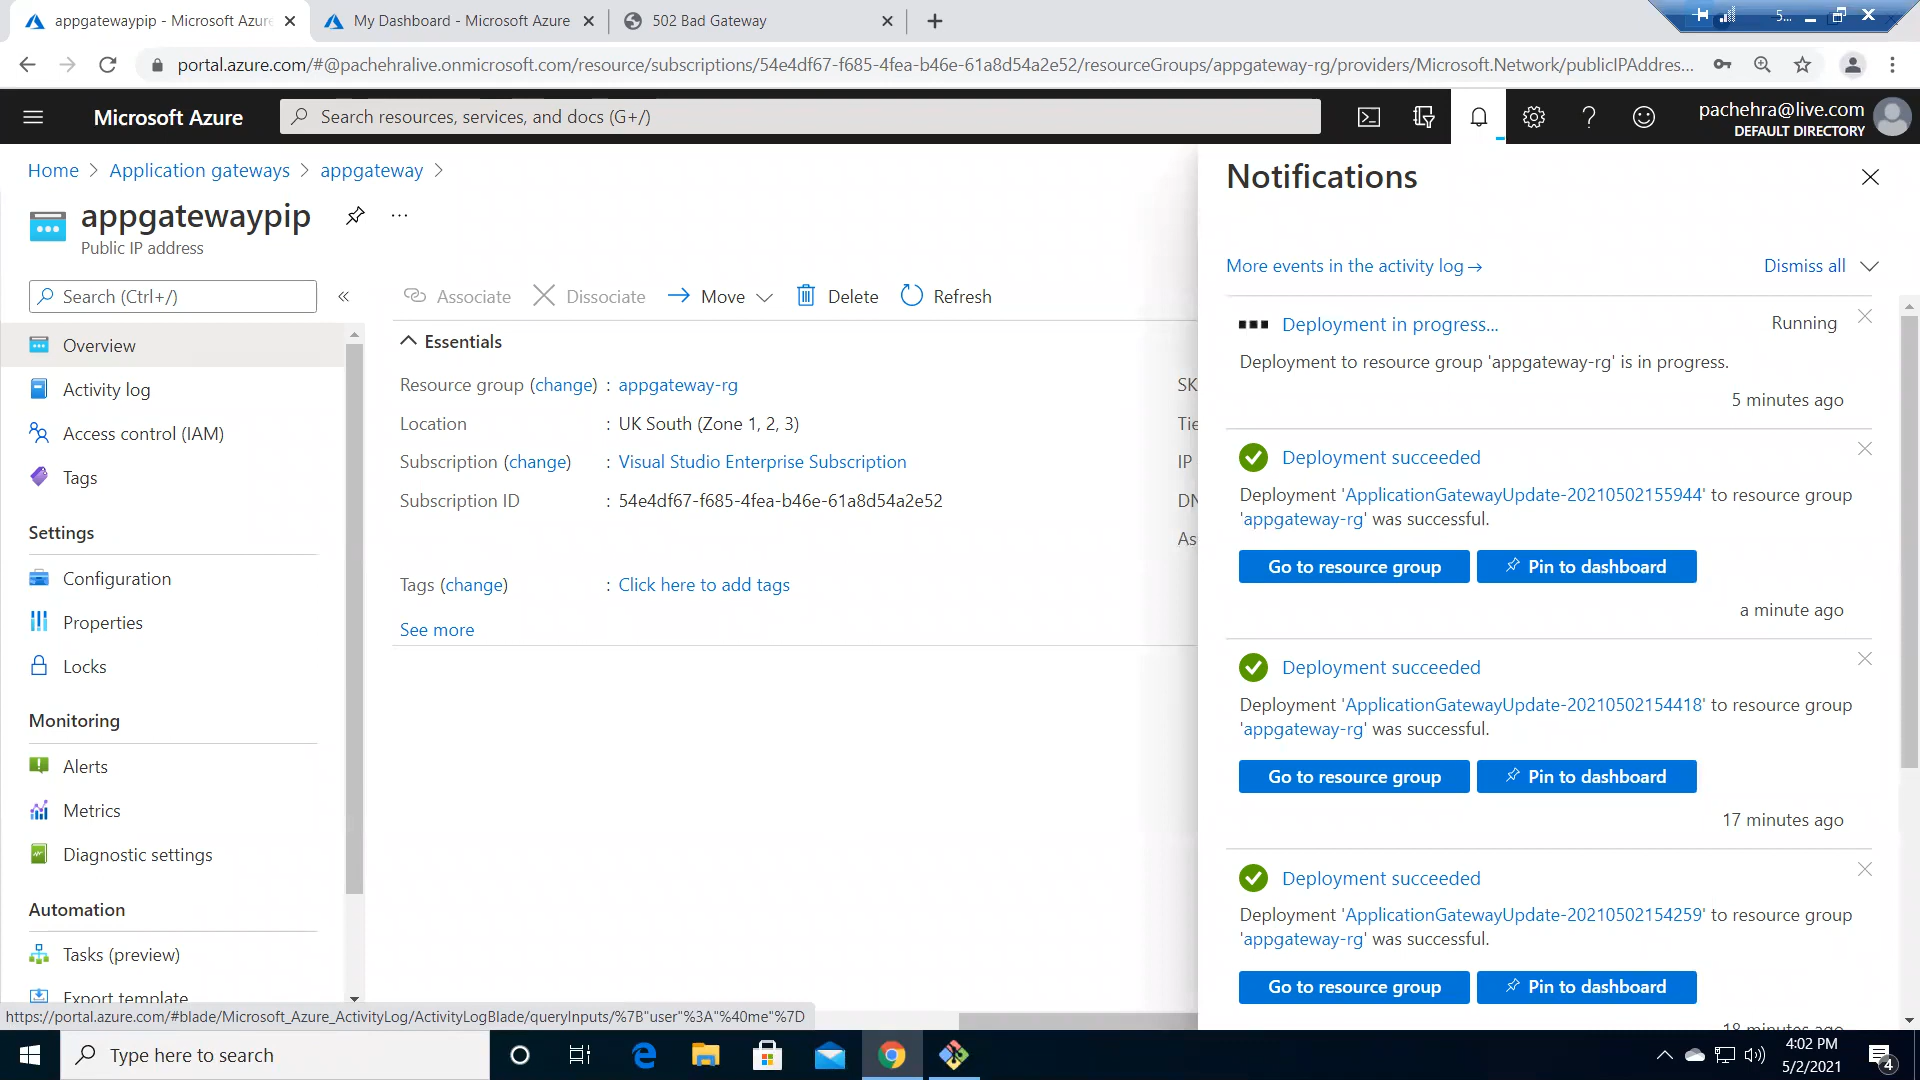 appgatewaypip - Microsoft Azure
My Dashboard - Microsoft Azure
502 Bad Gateway
5...
portal.azure.com/#@pachehralive.onmicrosoft.com/resource/subscriptions/54e4df67-f685-4fea-b46e-61a8d54a2e52/resourceGroups/appgateway-rg/providers/Microsoft.Network/publicIPAddres...
Microsoft Azure
Search resources, services, and docs (G+/)
pachehra@live.com
DEFAULT DIRECTORY
Home > Application gateways > appgateway >
appgatewaypip
...
Public IP address
Search (Ctrl+/)
«
Overview
Activity log
Access control (IAM)
Tags
Settings
Configuration
Properties
Locks
Monitoring
Alerts
Metrics
Diagnostic settings
Automation
Tasks (preview)
Export template
Associate
Dissociate
Move
Delete
Refresh
Essentials
Resource group (change) : appgateway-rg
Location : UK South (Zone 1, 2, 3)
Subscription (change) : Visual Studio Enterprise Subscription
Subscription ID : 54e4df67-f685-4fea-b46e-61a8d54a2e52
Tags (change) : Click here to add tags
See more
SK
Tie
IP
DN
As
Notifications
More events in the activity log →
Dismiss all
Deployment in progress...
Running
Deployment to resource group 'appgateway-rg' is in progress.
5 minutes ago
Deployment succeeded
Deployment 'ApplicationGatewayUpdate-20210502155944' to resource group
'appgateway-rg' was successful.
Go to resource group
Pin to dashboard
a minute ago
Deployment succeeded
Deployment 'ApplicationGatewayUpdate-20210502154418' to resource group
'appgateway-rg' was successful.
Go to resource group
Pin to dashboard
17 minutes ago
Deployment succeeded
Deployment 'ApplicationGatewayUpdate-20210502154259' to resource group
'appgateway-rg' was successful.
Go to resource group
Pin to dashboard
18 minutes ago
https://portal.azure.com/#blade/Microsoft_Azure_ActivityLog/ActivityLogBlade/queryInputs/%7B"user"%3A"%40me"%7D
Type here to search
4:02 PM
5/2/2021
4